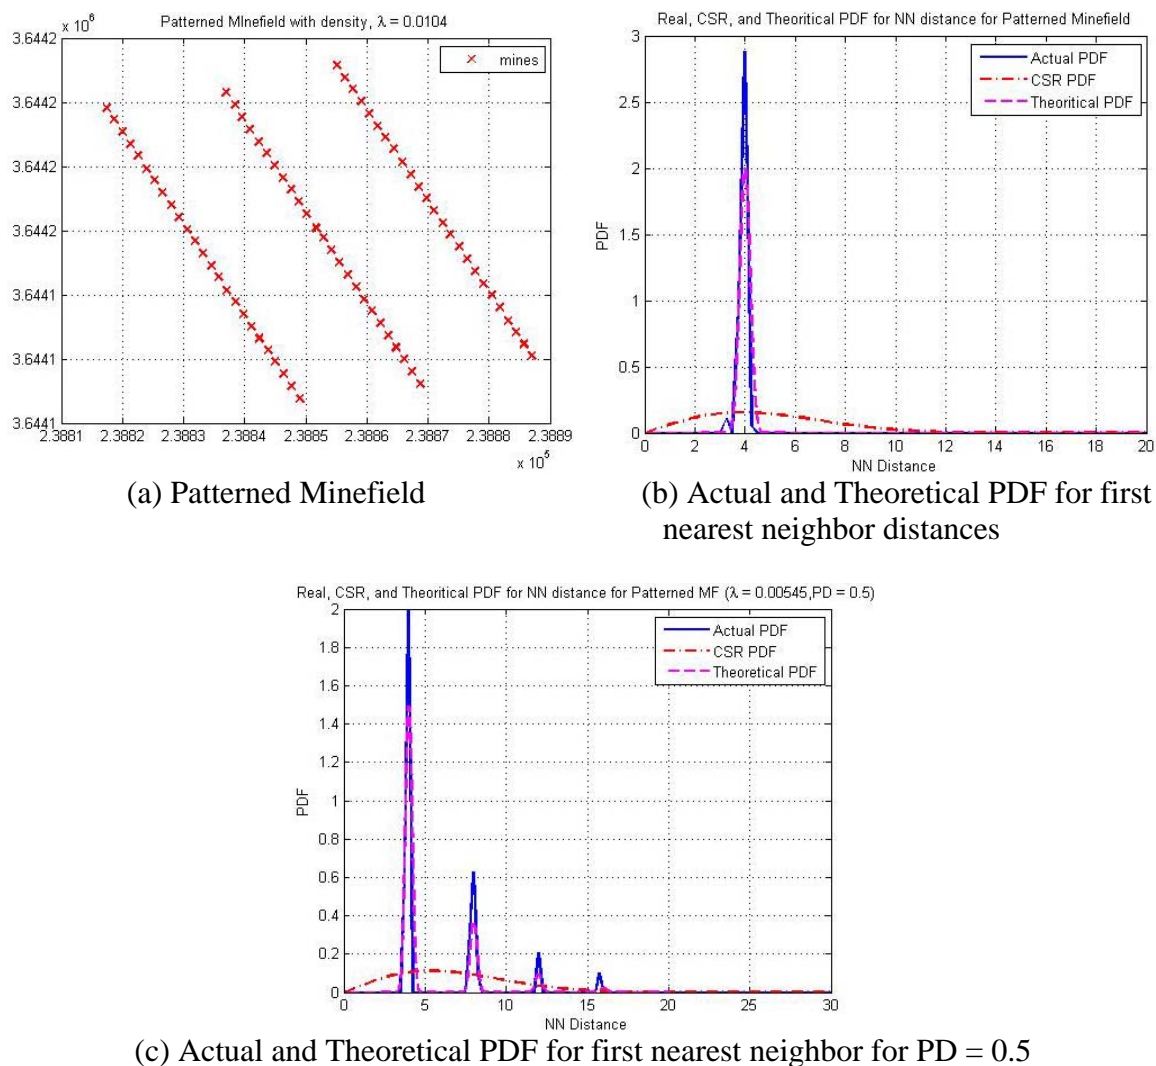 Patterned MInefield with density, λ = 0.0104
x 10^6
3.6442
3.6442
3.6442
3.6442
3.6441
3.6441
3.6441
mines
2.3881 2.3882 2.3883 2.3884 2.3885 2.3886 2.3887 2.3888 2.3889
x 10^5
(a) Patterned Minefield
Real, CSR, and Theoritical PDF for NN distance for Patterned Minefield
3
2.5
2
1.5
1
0.5
0
PDF
Actual PDF
CSR PDF
Theoritical PDF
0 2 4 6 8 10 12 14 16 18 20
NN Distance
(b) Actual and Theoretical PDF for first
nearest neighbor distances
Real, CSR, and Theoritical PDF for NN distance for Patterned MF (λ = 0.00545,PD = 0.5)
2
1.8
1.6
1.4
1.2
1
0.8
0.6
0.4
0.2
0
PDF
Actual PDF
CSR PDF
Theoretical PDF
0 5 10 15 20 25 30
NN Distance
(c) Actual and Theoretical PDF for first nearest neighbor for PD = 0.5